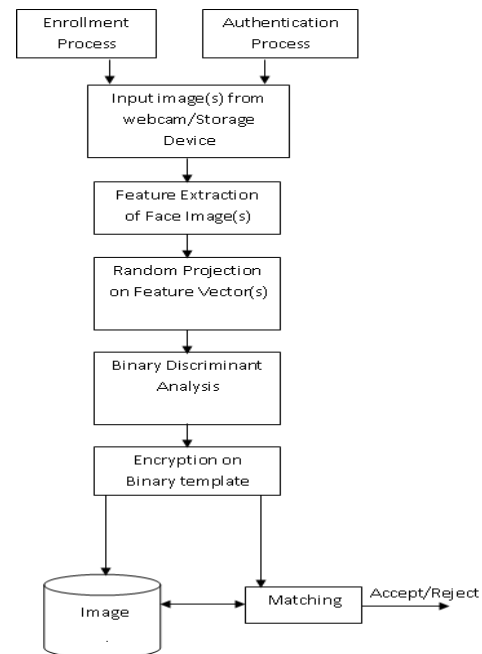 Enrollment
Process
Authentication
Process
Input image(s) from
webcam/Storage
Device
Feature Extraction
of Face Image(s)
Random Projection
on Feature Vector(s)
Binary Discriminant
Analysis
Encryption on
Binary template
Image
.
Matching
Accept/Reject